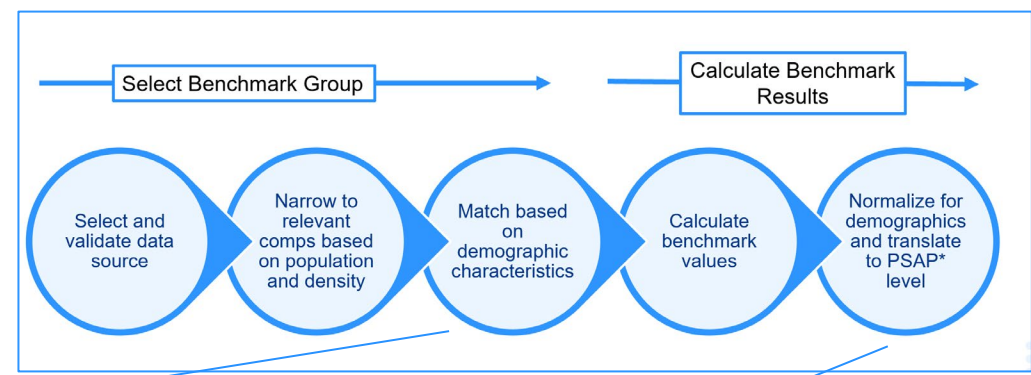 Select Benchmark Group
Calculate Benchmark
Results
Select and
validate data
source
Narrow to
relevant
comps based
on population
and density
Match based
on
demographic
characteristics
Calculate
benchmark
values
Normalize for
demographics
and translate
to PSAP*
level